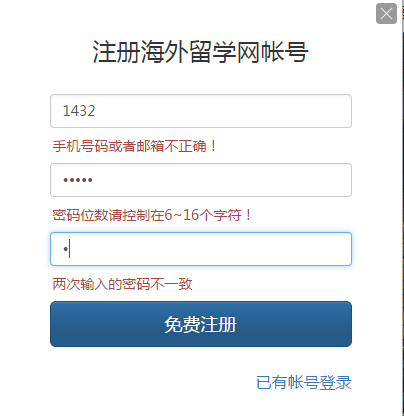 注册海外留学网帐号
1432
手机号码或者邮箱不正确！
•••••
密码位数请控制在6~16个字符！
•
两次输入的密码不一致
免费注册
已有帐号登录